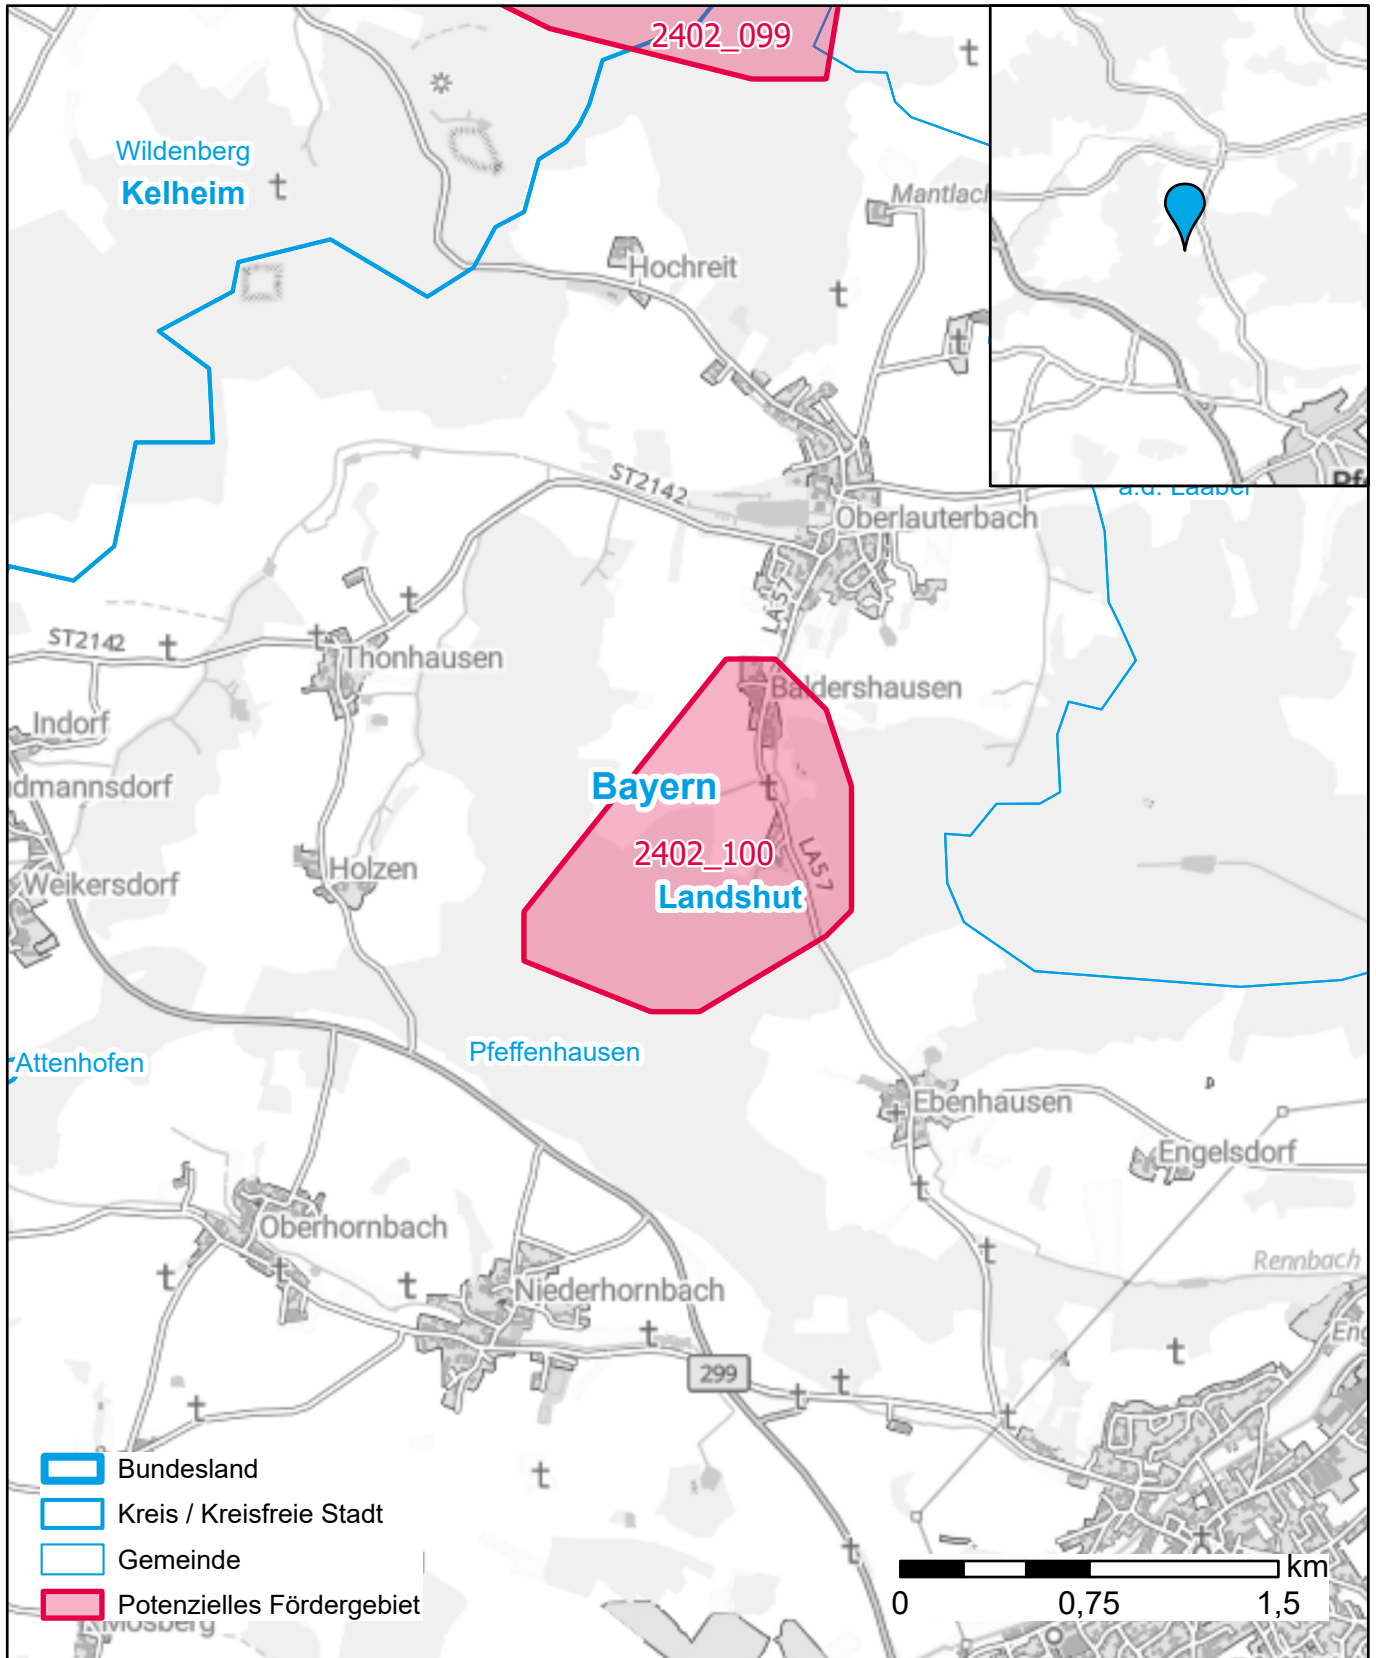 2402_099
Wildenberg
Kelheim
Mantlach
Hochreit
ST2142
Oberlauterbach
LA57
ST2142
Thonhausen
Baldershausen
Indorf
Bayern
2402_100
LA57
Landshut
Holzen
Weikersdorf
Attenhofen
Pfeffenhausen
Ebenhausen
Engelsdorf
Oberhornbach
Rennbach
Niederhornbach
299
Bundesland
Kreis / Kreisfreie Stadt
Gemeinde
Potenzielles Fördergebiet
km
0
0,75
1,5